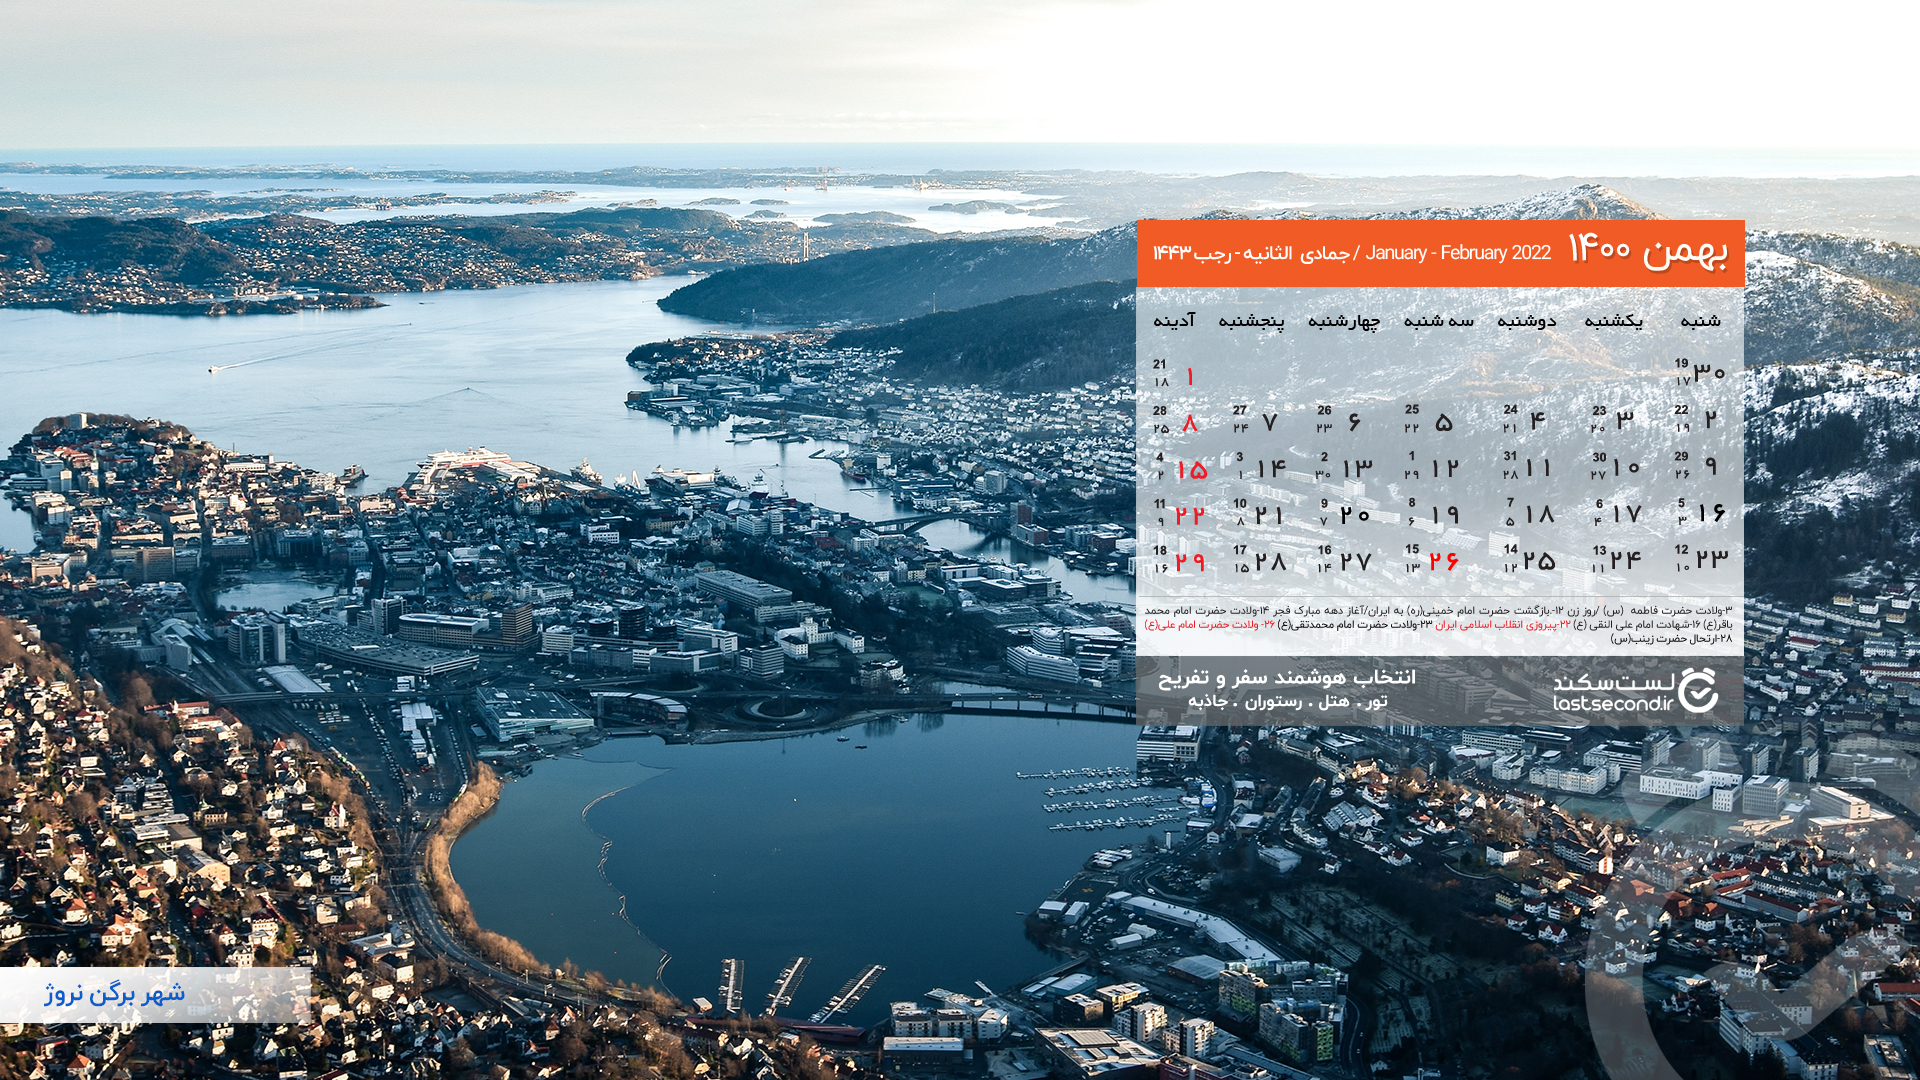 بهمن ۱۴۰۰ January - February 2022 / جمادی الثانیه - رجب ۱۴۴۳
شنبه یکشنبه دوشنبه سه شنبه چهارشنبه پنجشنبه آدینه
۳۰ 19 ۱۷ ۱ 21 ۱۸
۲ 22 ۱۹ ۳ 23 ۲۰ ۴ 24 ۲۱ ۵ 25 ۲۲ ۶ 26 ۲۳ ۷ 27 ۲۴ ۸ 28 ۲۵
۹ 29 ۲۶ ۱۰ 30 ۲۷ ۱۱ 31 ۲۸ ۱۲ 1 ۲۹ ۱۳ 2 ۳۰ ۱۴ 3 ۱ ۱۵ 4 ۲
۱۶ 5 ۳ ۱۷ 6 ۴ ۱۸ 7 ۵ ۱۹ 8 ۶ ۲۰ 9 ۷ ۲۱ 10 ۸ ۲۲ 11 ۹
۲۳ 12 ۱۰ ۲۴ 13 ۱۱ ۲۵ 14 ۱۲ ۲۶ 15 ۱۳ ۲۷ 16 ۱۴ ۲۸ 17 ۱۵ ۲۹ 18 ۱۶
۳-ولادت حضرت فاطمه (س) /روز زن ۱۲-.بازگشت حضرت امام خمینی(ره) به ایران/آغاز دهه مبارک فجر ۱۴-ولادت حضرت امام محمد
باقر(ع) ۱۶-شهادت امام علی النقی (ع) ۲۲-پیروزی انقلاب اسلامی ایران ۲۳-ولادت حضرت امام محمدتقی(ع) ۲۶- ولادت حضرت امام علی(ع)
۲۸-ارتحال حضرت زینب(س)
لست‌سکند
lastsecond.ir
انتخاب هوشمند سفر و تفریح
تور . هتل . رستوران . جاذبه
شهر برگن نروژ